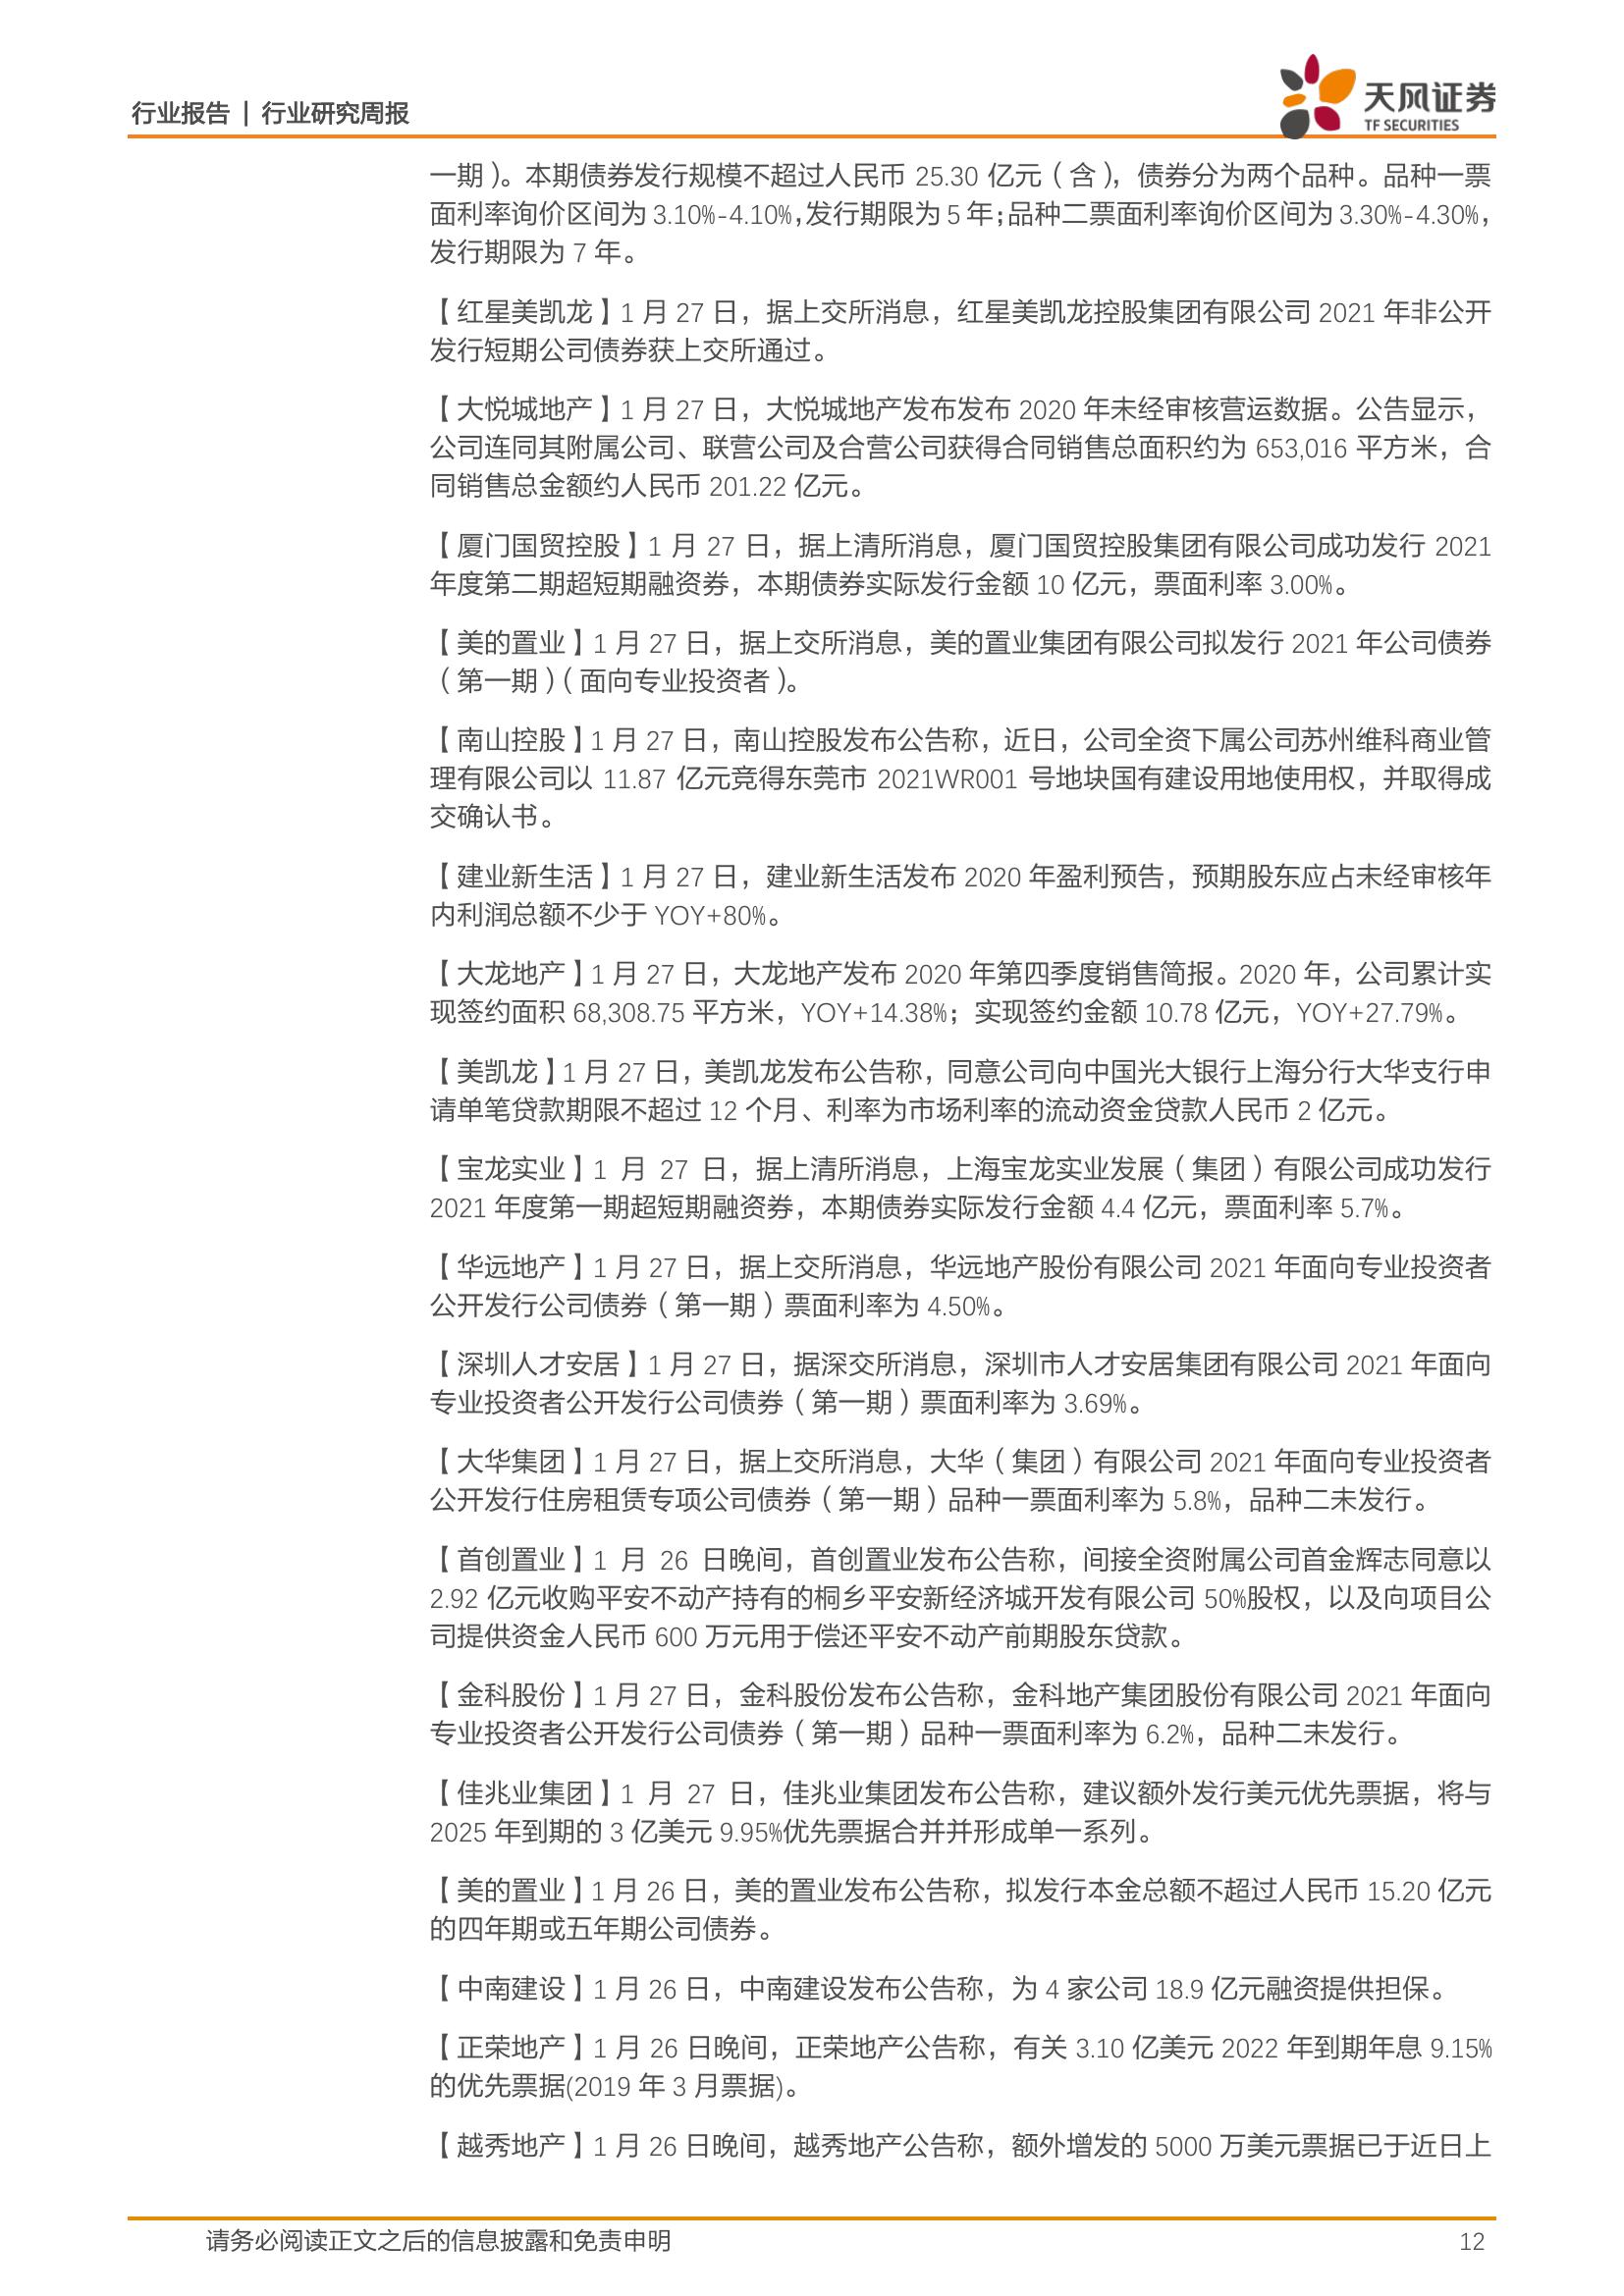 行业报告 | 行业研究周报
天风证券
TF SECURITIES
一期）。本期债券发行规模不超过人民币 25.30 亿元（含），债券分为两个品种。品种一票
面利率询价区间为 3.10%-4.10%，发行期限为 5 年；品种二票面利率询价区间为 3.30%-4.30%，
发行期限为 7 年。
【红星美凯龙】1 月 27 日，据上交所消息，红星美凯龙控股集团有限公司 2021 年非公开
发行短期公司债券获上交所通过。
【大悦城地产】1 月 27 日，大悦城地产发布发布 2020 年未经审核营运数据。公告显示，
公司连同其附属公司、联营公司及合营公司获得合同销售总面积约为 653,016 平方米，合
同销售总金额约人民币 201.22 亿元。
【厦门国贸控股】1 月 27 日，据上清所消息，厦门国贸控股集团有限公司成功发行 2021
年度第二期超短期融资券，本期债券实际发行金额 10 亿元，票面利率 3.00%。
【美的置业】1 月 27 日，据上交所消息，美的置业集团有限公司拟发行 2021 年公司债券
（第一期）（面向专业投资者）。
【南山控股】1 月 27 日，南山控股发布公告称，近日，公司全资下属公司苏州维科商业管
理有限公司以 11.87 亿元竞得东莞市 2021WR001 号地块国有建设用地使用权，并取得成
交确认书。
【建业新生活】1 月 27 日，建业新生活发布 2020 年盈利预告，预期股东应占未经审核年
内利润总额不少于 YOY+80%。
【大龙地产】1 月 27 日，大龙地产发布 2020 年第四季度销售简报。2020 年，公司累计实
现签约面积 68,308.75 平方米，YOY+14.38%；实现签约金额 10.78 亿元，YOY+27.79%。
【美凯龙】1 月 27 日，美凯龙发布公告称，同意公司向中国光大银行上海分行大华支行申
请单笔贷款期限不超过 12 个月、利率为市场利率的流动资金贷款人民币 2 亿元。
【宝龙实业】1 月 27 日，据上清所消息，上海宝龙实业发展（集团）有限公司成功发行
2021 年度第一期超短期融资券，本期债券实际发行金额 4.4 亿元，票面利率 5.7%。
【华远地产】1 月 27 日，据上交所消息，华远地产股份有限公司 2021 年面向专业投资者
公开发行公司债券（第一期）票面利率为 4.50%。
【深圳人才安居】1 月 27 日，据深交所消息，深圳市人才安居集团有限公司 2021 年面向
专业投资者公开发行公司债券（第一期）票面利率为 3.69%。
【大华集团】1 月 27 日，据上交所消息，大华（集团）有限公司 2021 年面向专业投资者
公开发行住房租赁专项公司债券（第一期）品种一票面利率为 5.8%，品种二未发行。
【首创置业】1 月 26 日晚间，首创置业发布公告称，间接全资附属公司首金辉志同意以
2.92 亿元收购平安不动产持有的桐乡平安新经济城开发有限公司 50%股权，以及向项目公
司提供资金人民币 600 万元用于偿还平安不动产前期股东贷款。
【金科股份】1 月 27 日，金科股份发布公告称，金科地产集团股份有限公司 2021 年面向
专业投资者公开发行公司债券（第一期）品种一票面利率为 6.2%，品种二未发行。
【佳兆业集团】1 月 27 日，佳兆业集团发布公告称，建议额外发行美元优先票据，将与
2025 年到期的 3 亿美元 9.95%优先票据合并并形成单一系列。
【美的置业】1 月 26 日，美的置业发布公告称，拟发行本金总额不超过人民币 15.20 亿元
的四年期或五年期公司债券。
【中南建设】1 月 26 日，中南建设发布公告称，为 4 家公司 18.9 亿元融资提供担保。
【正荣地产】1 月 26 日晚间，正荣地产公告称，有关 3.10 亿美元 2022 年到期年息 9.15%
的优先票据(2019 年 3 月票据)。
【越秀地产】1 月 26 日晚间，越秀地产公告称，额外增发的 5000 万美元票据已于近日上
请务必阅读正文之后的信息披露和免责申明
12